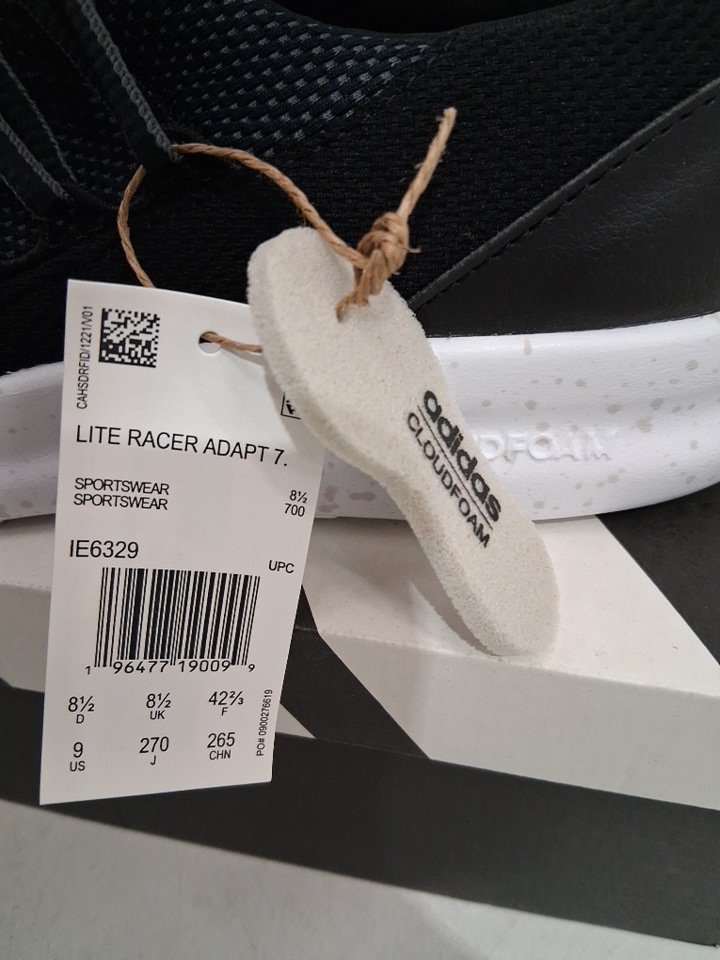 CAHSDRFID/1221/V01
LITE RACER ADAPT 7.
SPORTSWEAR
SPORTSWEAR
8½
700
IE6329
UPC
1 96477 19009 9
8½ 8½ 42⅔
D UK F
9 270 265
US J CHN
PO# 0900276619
adidas
CLOUDFOAM
DFOAM